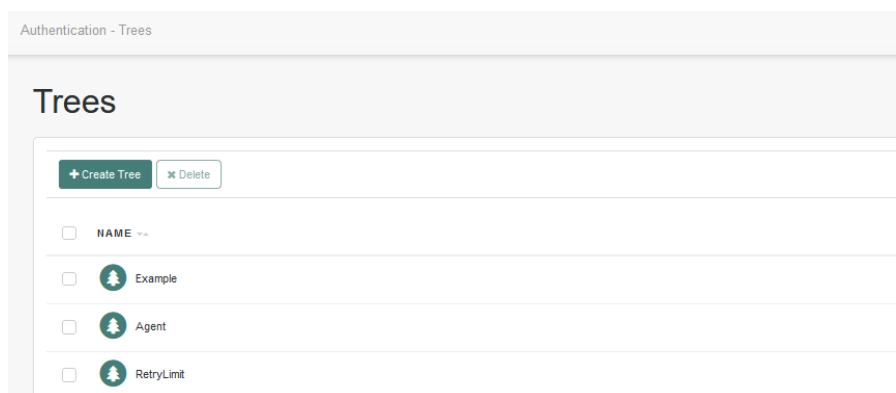 Authentication - Trees
Trees
Create Tree
Delete
NAME
Example
Agent
RetryLimit